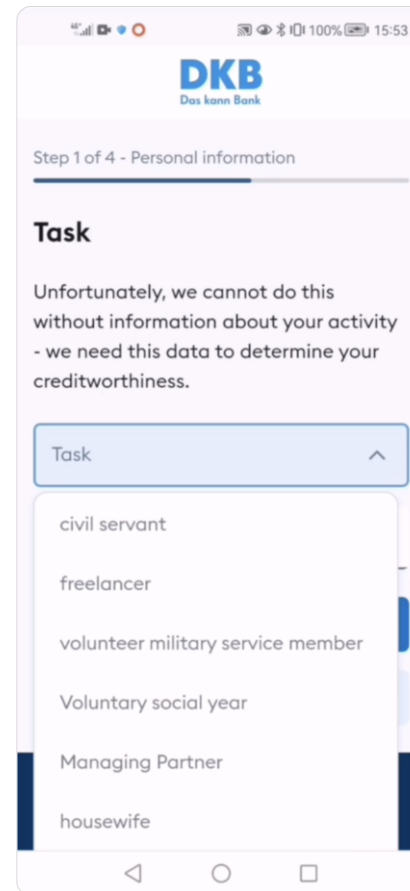 100% 15:53
DKB
Das kann Bank
Step 1 of 4 - Personal information
Task
Unfortunately, we cannot do this
without information about your activity
- we need this data to determine your
creditworthiness.
Task
civil servant
freelancer
volunteer military service member
Voluntary social year
Managing Partner
housewife